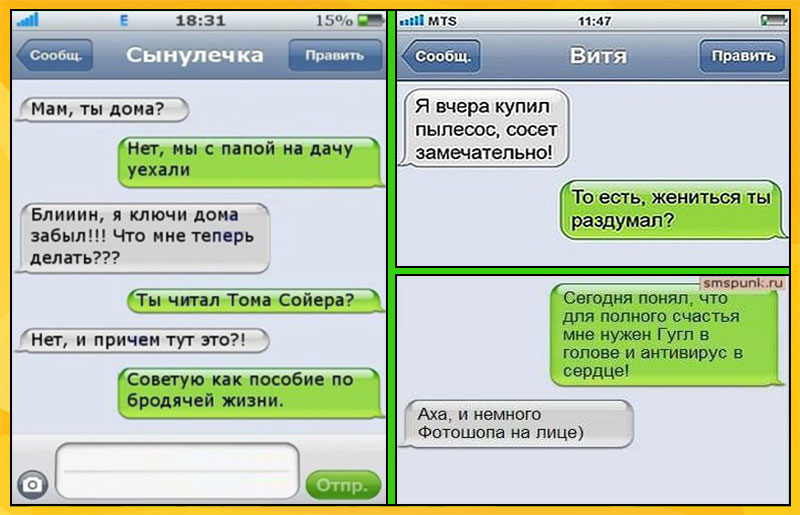 E 18:31 15%
Сообщ. Сынулечка Править
Мам, ты дома?
Нет, мы с папой на дачу
уехали
Блииин, я ключи дома
забыл!!! Что мне теперь
делать???
Ты читал Тома Сойера?
Нет, и причем тут это?!
Советую как пособие по
бродячей жизни.
Отпр.
MTS 11:47
Сообщ. Витя Править
Я вчера купил
пылесос, сосет
замечательно!
То есть, жениться ты
раздумал?
smspunk.ru
Сегодня понял, что
для полного счастья
мне нужен Гугл в
голове и антивирус в
сердце!
Аха, и немного
Фотошопа на лице)